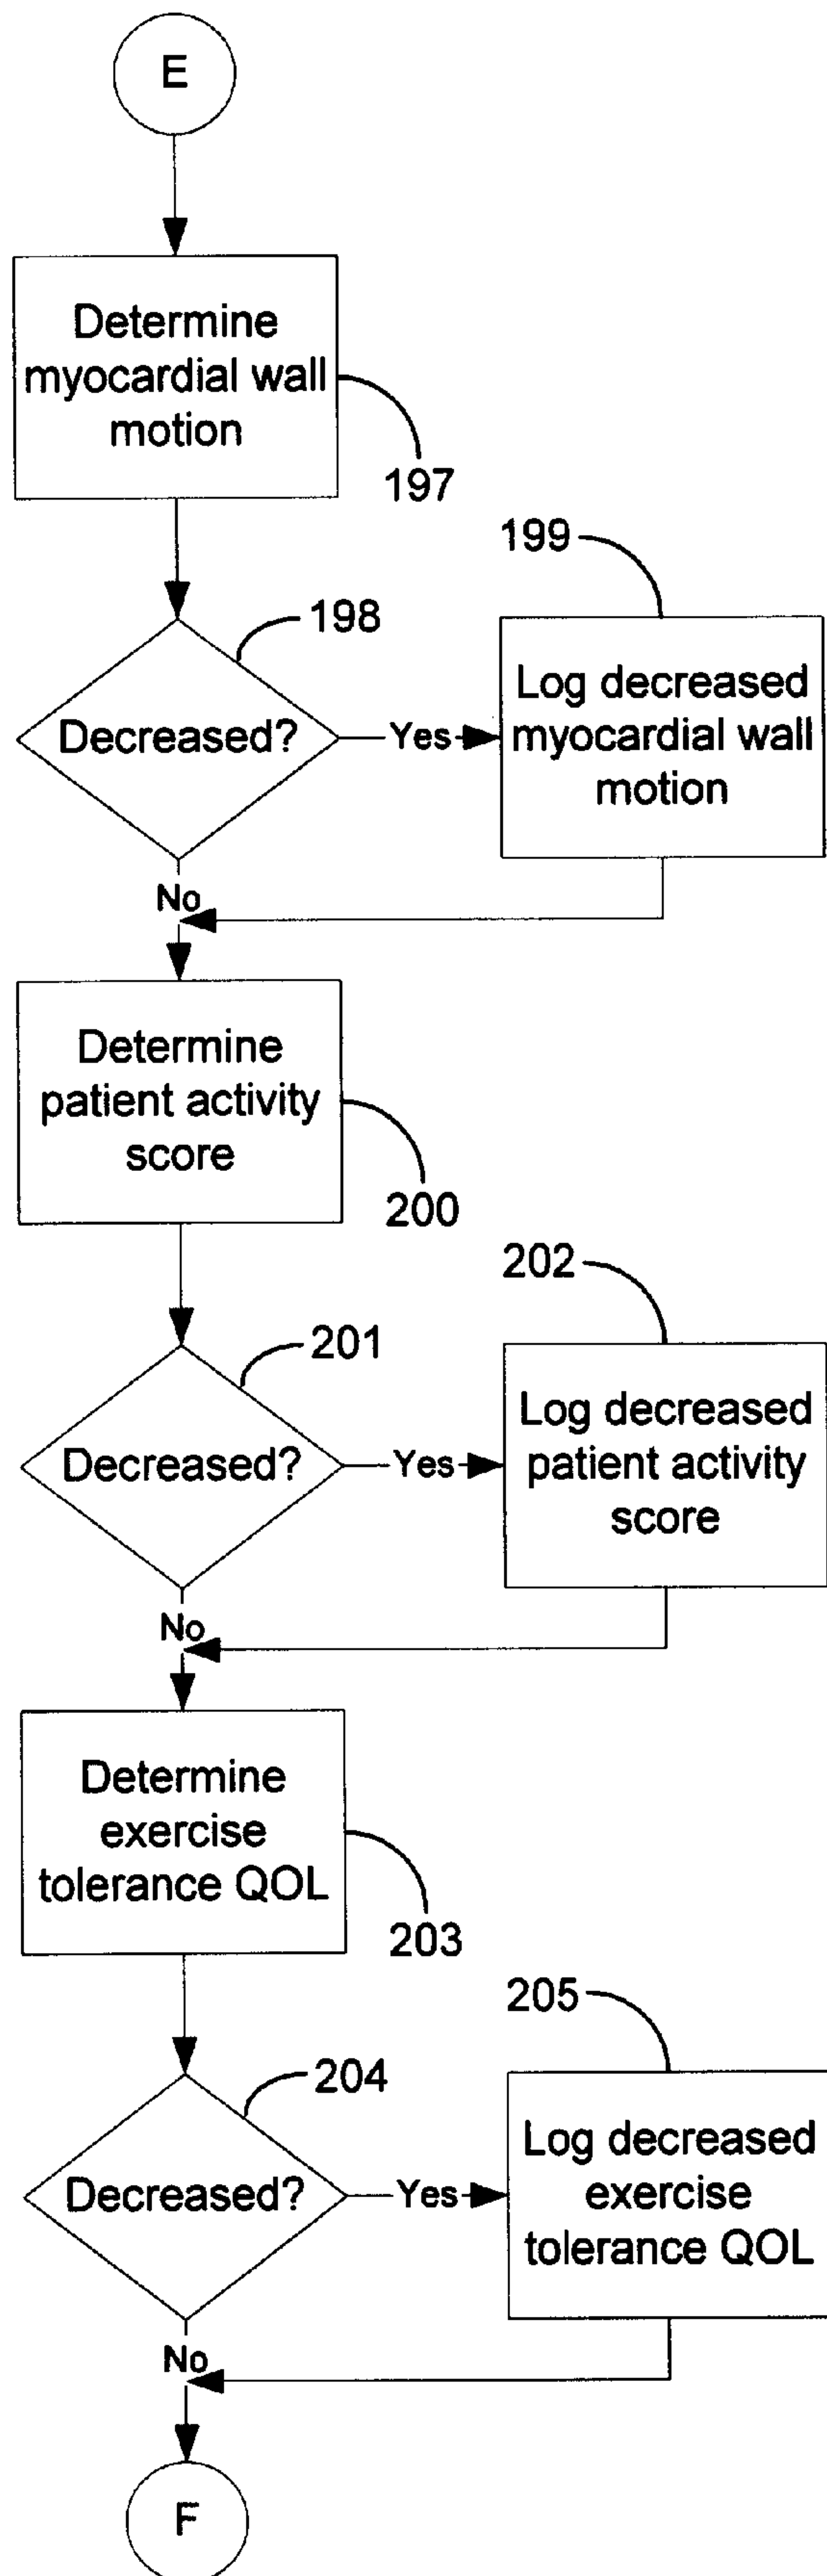 E
Determine
myocardial wall
motion
197
199
198
Decreased?
Yes
Log decreased
myocardial wall
motion
No
Determine
patient activity
score
200
202
201
Decreased?
Yes
Log decreased
patient activity
score
No
Determine
exercise
tolerance QOL
203
205
204
Decreased?
Yes
Log decreased
exercise
tolerance QOL
No
F